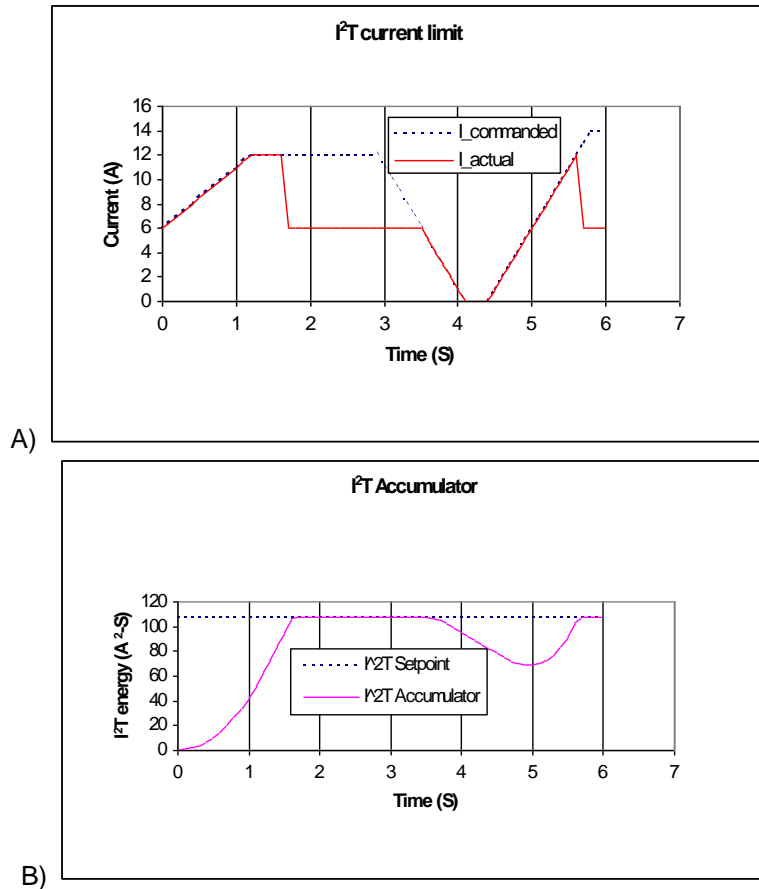 I²T current limit
Current (A)
16
14
12
10
8
6
4
2
0
I_commanded
I_actual
0 1 2 3 4 5 6 7
Time (S)
A)
I²T Accumulator
I²T energy (A²-S)
120
100
80
60
40
20
0
I^2T Setpoint
I^2T Accumulator
0 1 2 3 4 5 6 7
Time (S)
B)